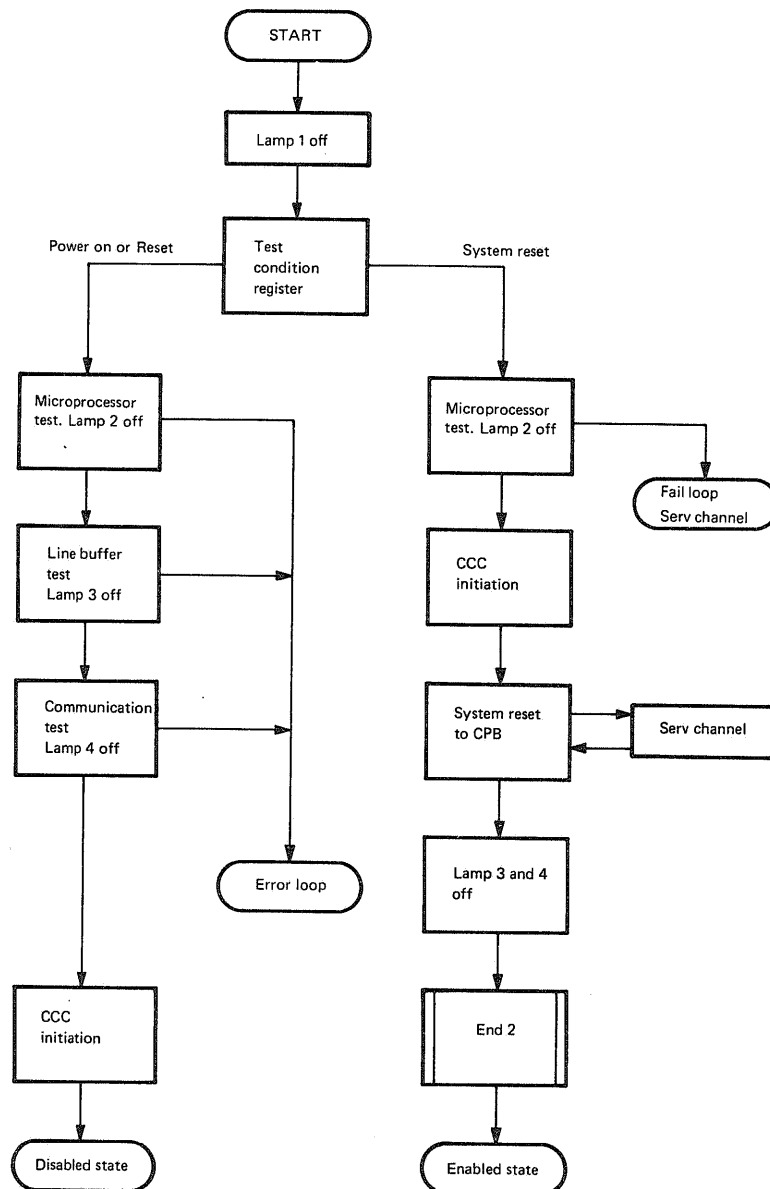 START
Lamp 1 off
Power on or Reset
Test
condition
register
System reset
Microprocessor
test. Lamp 2 off
Microprocessor
test. Lamp 2 off
Fail loop
Serv channel
Line buffer
test
Lamp 3 off
CCC
initiation
Communication
test
Lamp 4 off
System reset
to CPB
Serv channel
Error loop
Lamp 3 and 4
off
CCC
initiation
End 2
Disabled state
Enabled state